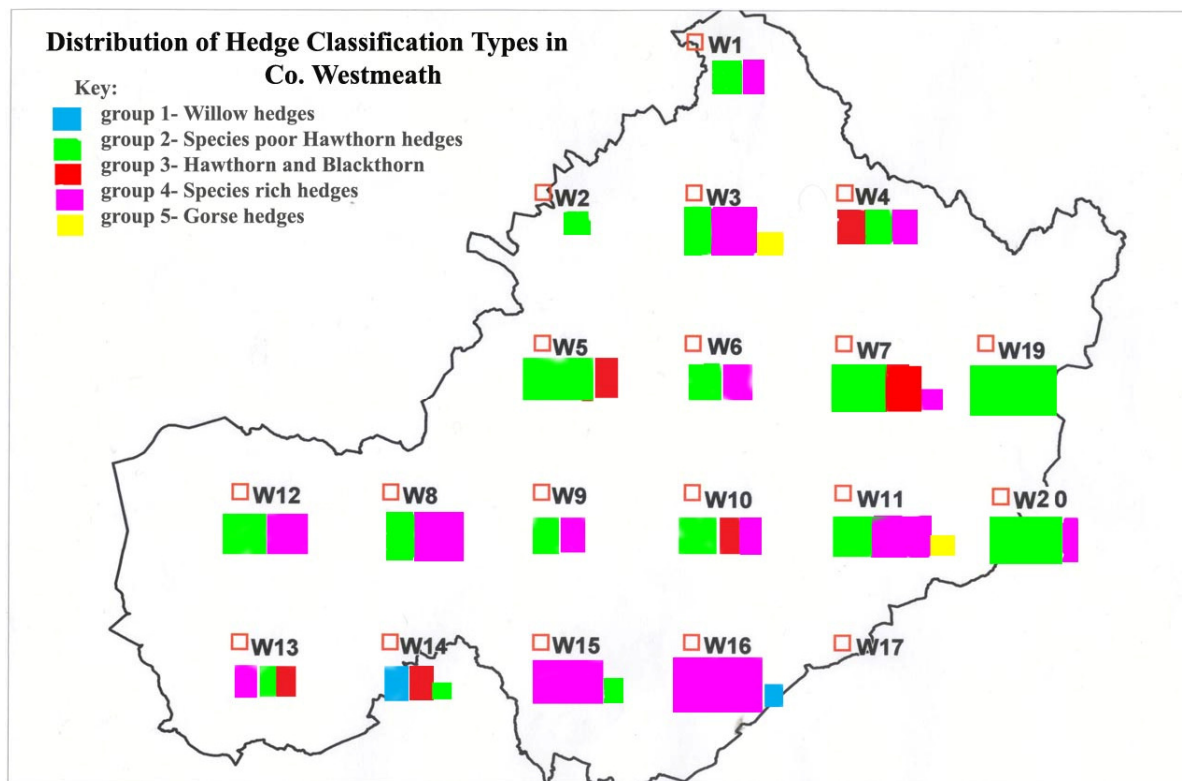 Distribution of Hedge Classification Types in
Co. Westmeath
Key:
group 1- Willow hedges
group 2- Species poor Hawthorn hedges
group 3- Hawthorn and Blackthorn
group 4- Species rich hedges
group 5- Gorse hedges
W1
W2
W3
W4
W5
W6
W7
W19
W12
W8
W9
W10
W11
W2 0
W13
W14
W15
W16
W17